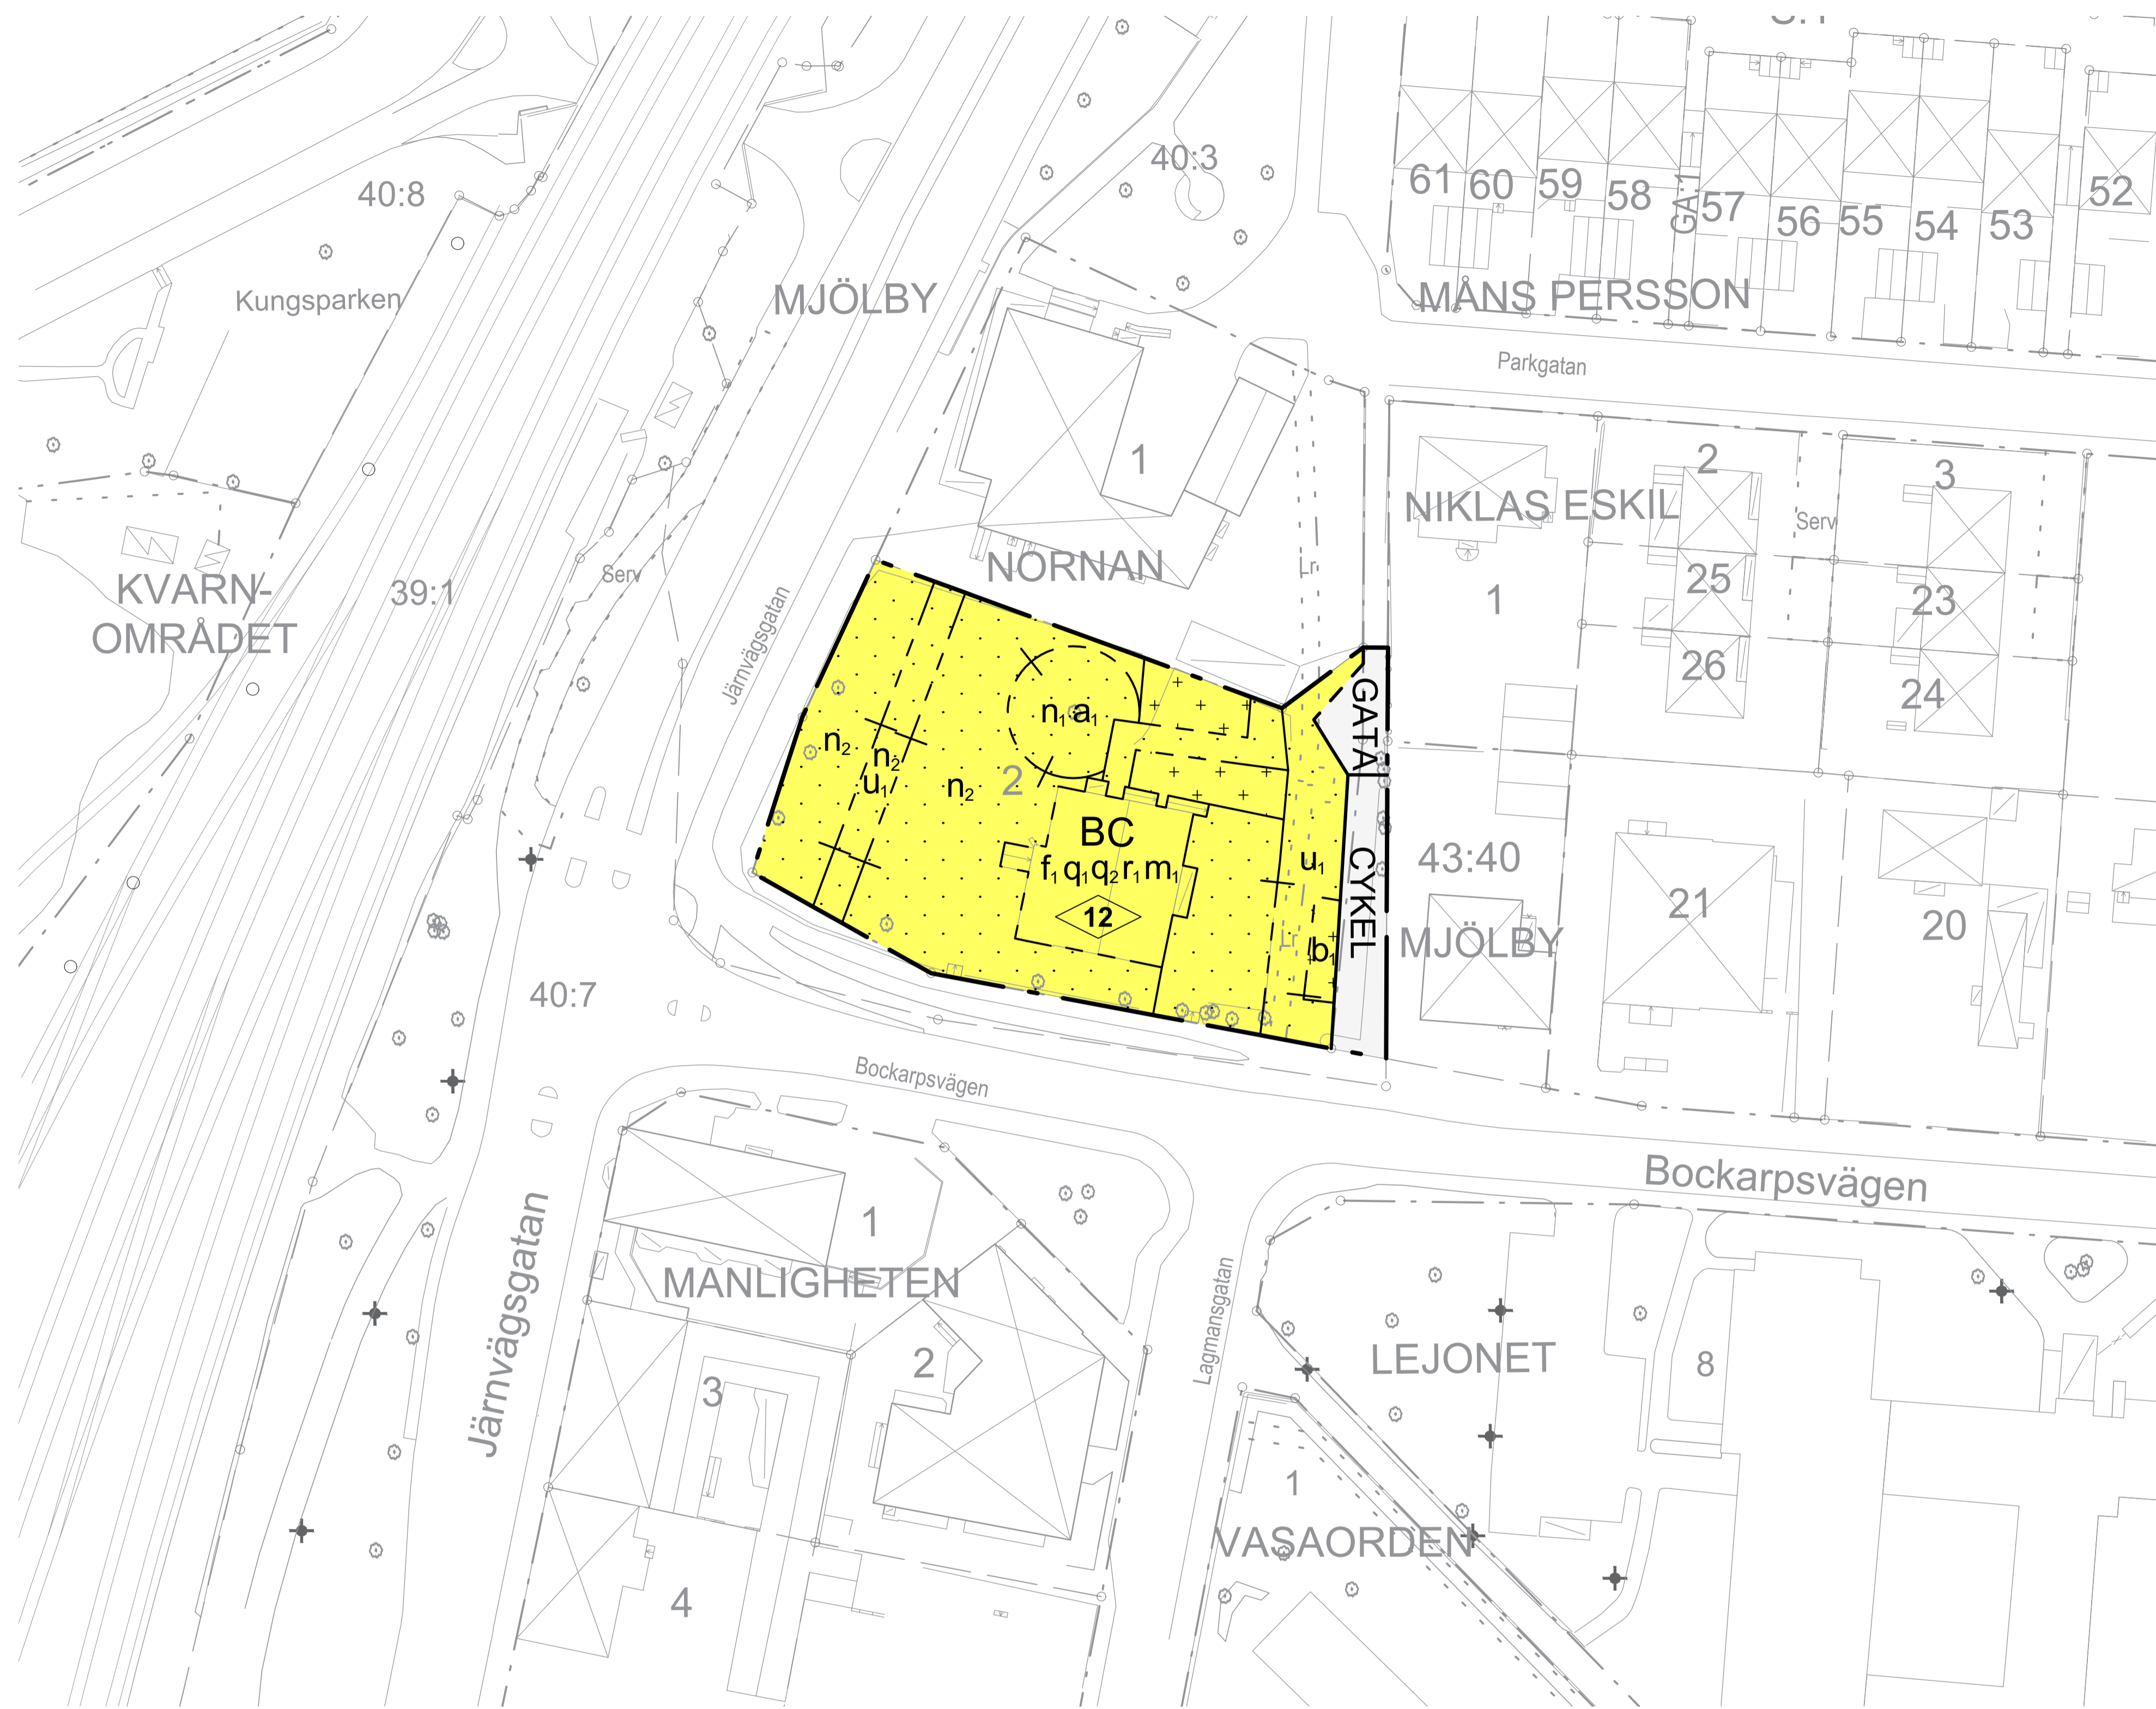 40:3
40:8
61
60
59
58
GA:1
57
56
55
54
53
52
Kungsparken
MJÖLBY
MÅNS PERSSON
Parkgatan
1
2
3
NIKLAS ESKIL
Serv
NORNAN
Lr
KVARN-
OMRÅDET
39:1
Serv
Järnvägsgatan
1
25
23
26
24
GATA
n₁a₁
n₂
n₂
u₁
n₂
2
BC
f₁q₁q₂r₁m₁
12
u₁
CYKEL
43:40
21
20
Lr
b₁
MJÖLBY
40:7
Bockarpsvägen
Bockarpsvägen
1
MANLIGHETEN
Järnvägsgatan
Lagmansgatan
LEJONET
8
2
3
1
VASAORDEN
4